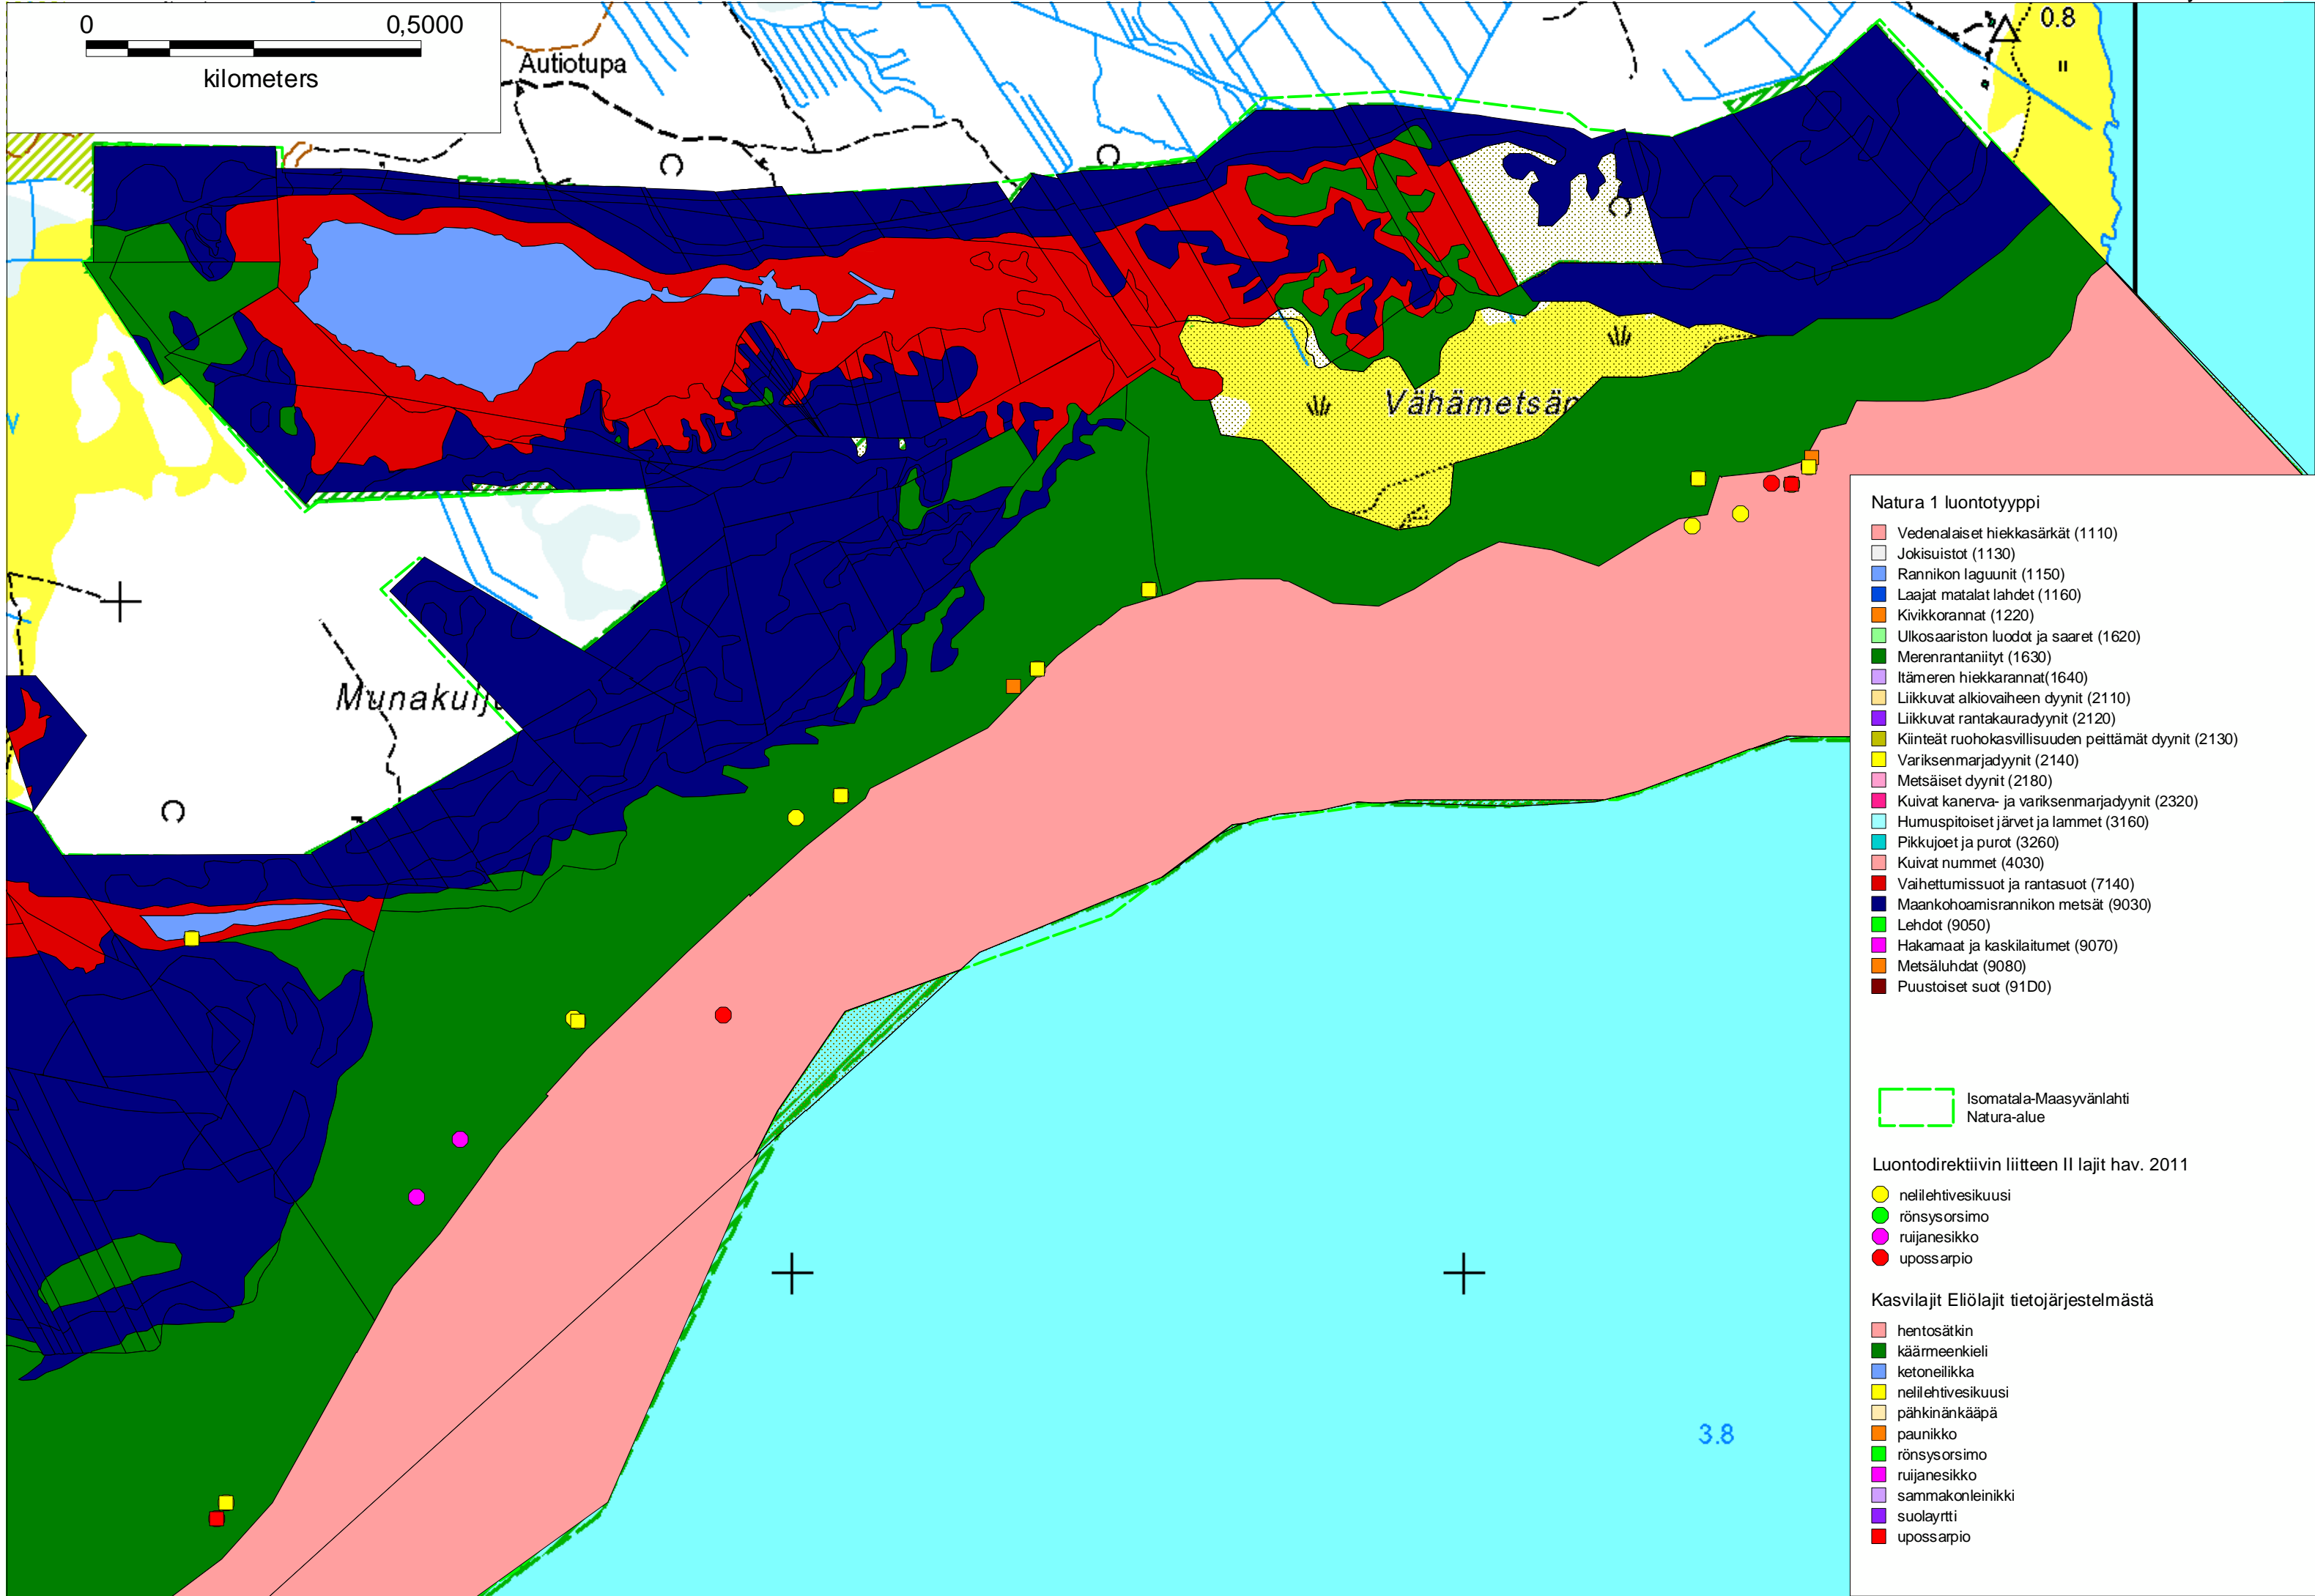 0 0,5000
kilometers
Autiotupa
0.8
Vähämetsän
Munakulj
3.8
Natura 1 luontotyyppi
Vedenalaiset hiekkasärkät (1110)
Jokisuistot (1130)
Rannikon laguunit (1150)
Laajat matalat lahdet (1160)
Kivikkorannat (1220)
Ulkosaariston luodot ja saaret (1620)
Merenrantaniityt (1630)
Itämeren hiekkarannat(1640)
Liikkuvat alkiovaiheen dyynit (2110)
Liikkuvat rantakauradyynit (2120)
Kiinteät ruohokasvillisuuden peittämät dyynit (2130)
Variksenmarjadyynit (2140)
Metsäiset dyynit (2180)
Kuivat kanerva- ja variksenmarjadyynit (2320)
Humuspitoiset järvet ja lammet (3160)
Pikkujoet ja purot (3260)
Kuivat nummet (4030)
Vaihettumissuot ja rantasuot (7140)
Maankohoamisrannikon metsät (9030)
Lehdot (9050)
Hakamaat ja kaskilaitumet (9070)
Metsäluhdat (9080)
Puustoiset suot (91D0)
Isomatala-Maasyvänlahti
Natura-alue
Luontodirektiivin liitteen II lajit hav. 2011
nelilehtivesikuusi
rönsysorsimo
ruijanesikko
upossarpio
Kasvilajit Eliölajit tietojärjestelmästä
hentosätkin
käärmeenkieli
ketoneilikka
nelilehtivesikuusi
pähkinänkääpä
paunikko
rönsysorsimo
ruijanesikko
sammakonleinikki
suolayrtti
upossarpio